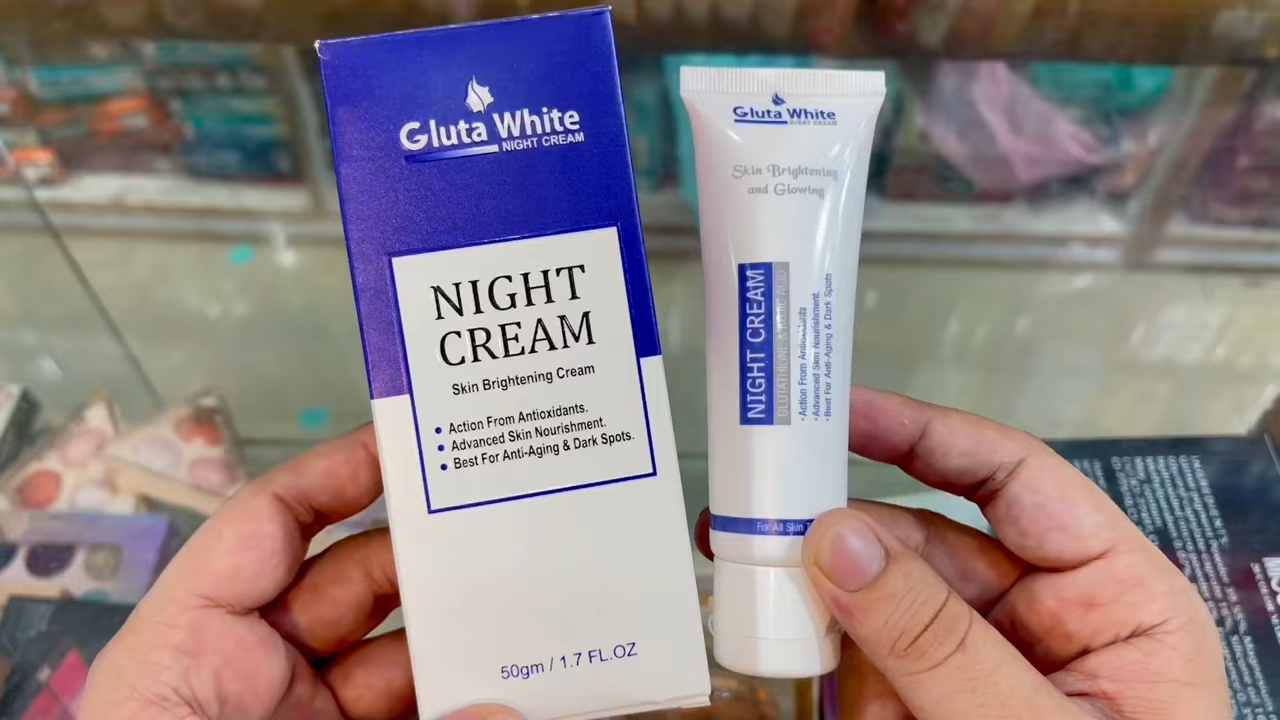 Gluta White
NIGHT CREAM
NIGHT
CREAM
Skin Brightening Cream
Action From Antioxidants.
Advanced Skin Nourishment.
Best For Anti-Aging & Dark Spots.
50gm / 1.7 FL.OZ
Gluta White
NIGHT CREAM
Skin Brightening
and Glowing
NIGHT CREAM
Action From Antioxidants
Advanced Skin Nourishment.
Best For Anti-Aging & Dark Spots
For All Skin